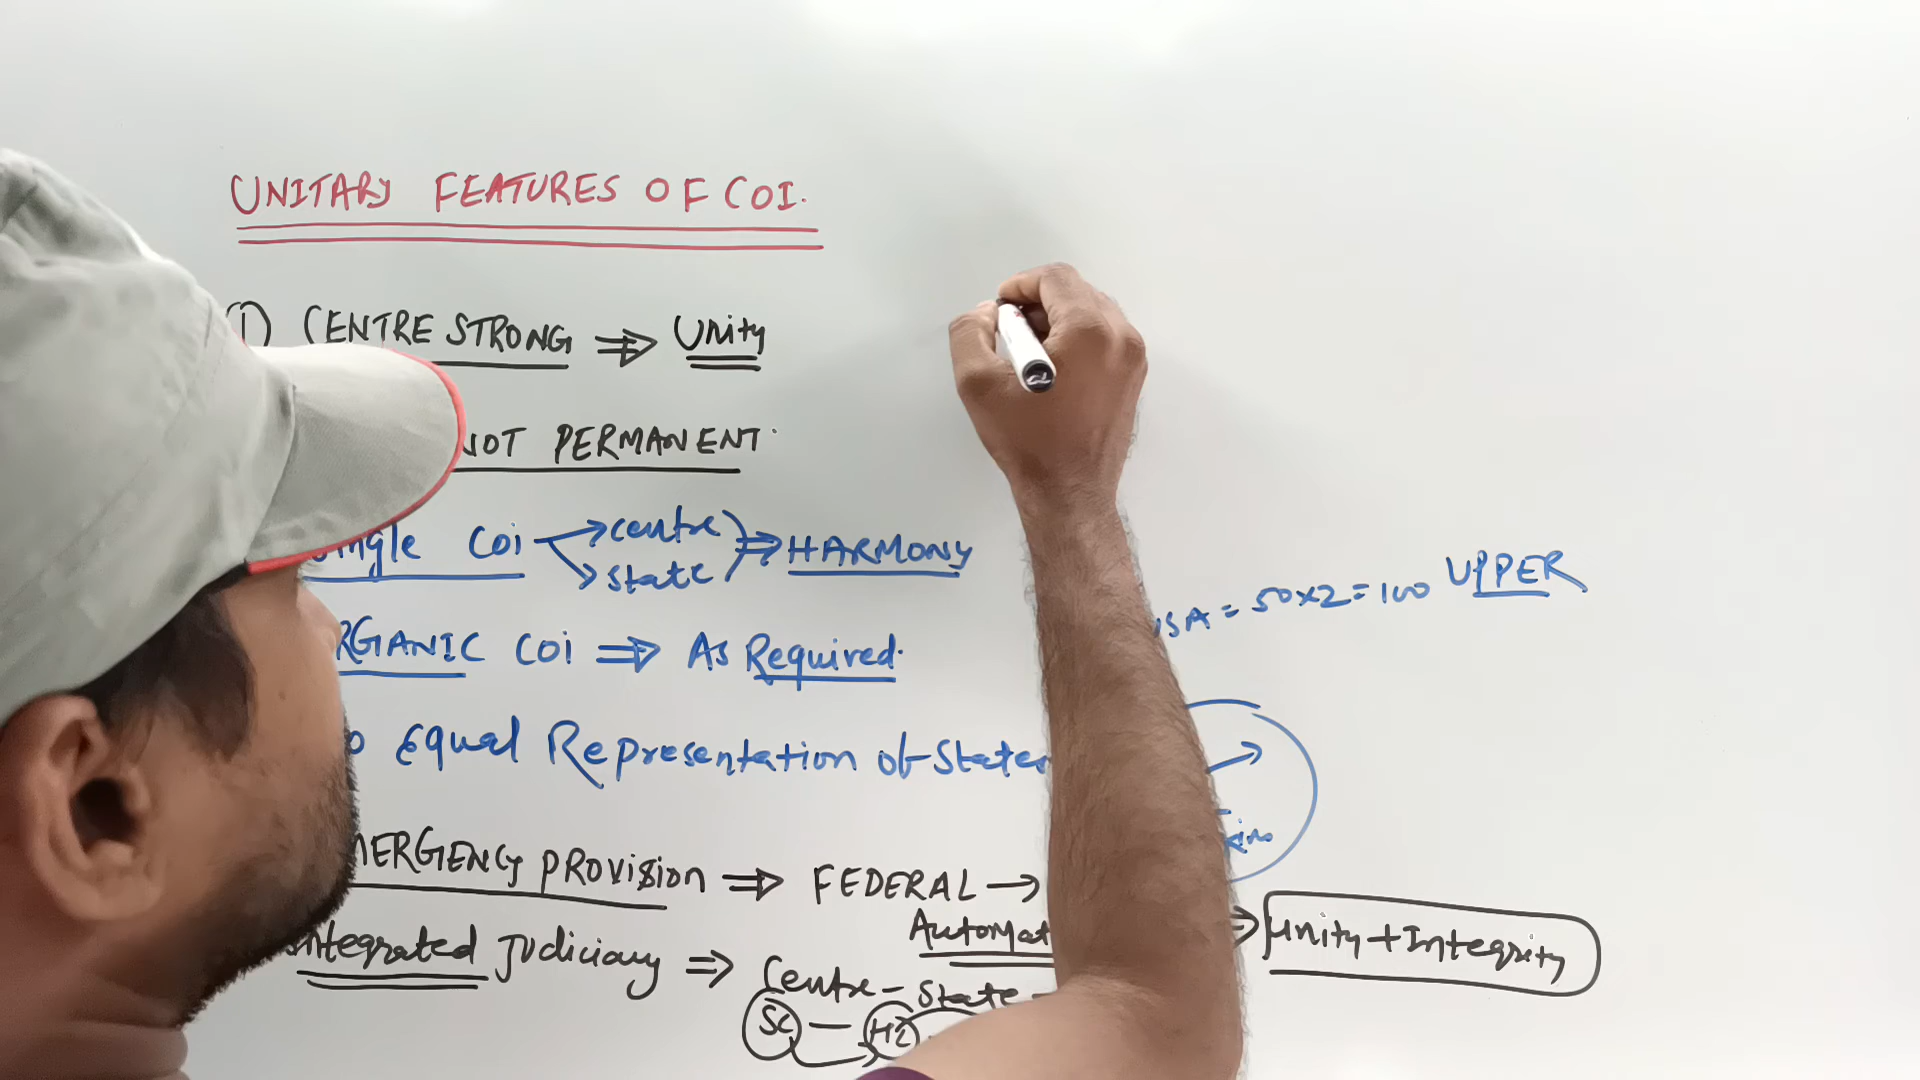 UNITARY FEATURES OF COI.
(1) CENTRE STRONG ⇒ Unity
NOT PERMANENT.
Single COI → centre
→ state ⇒ HARMONY
USA = 50×2=100 UPPER
ORGANIC COI ⇒ As Required.
Equal Representation of States
EMERGENCY PROVISION ⇒ FEDERAL →
Automat ⇒ Unity + Integrity
Integrated Judiciary ⇒ Centre - State -
SC — HC